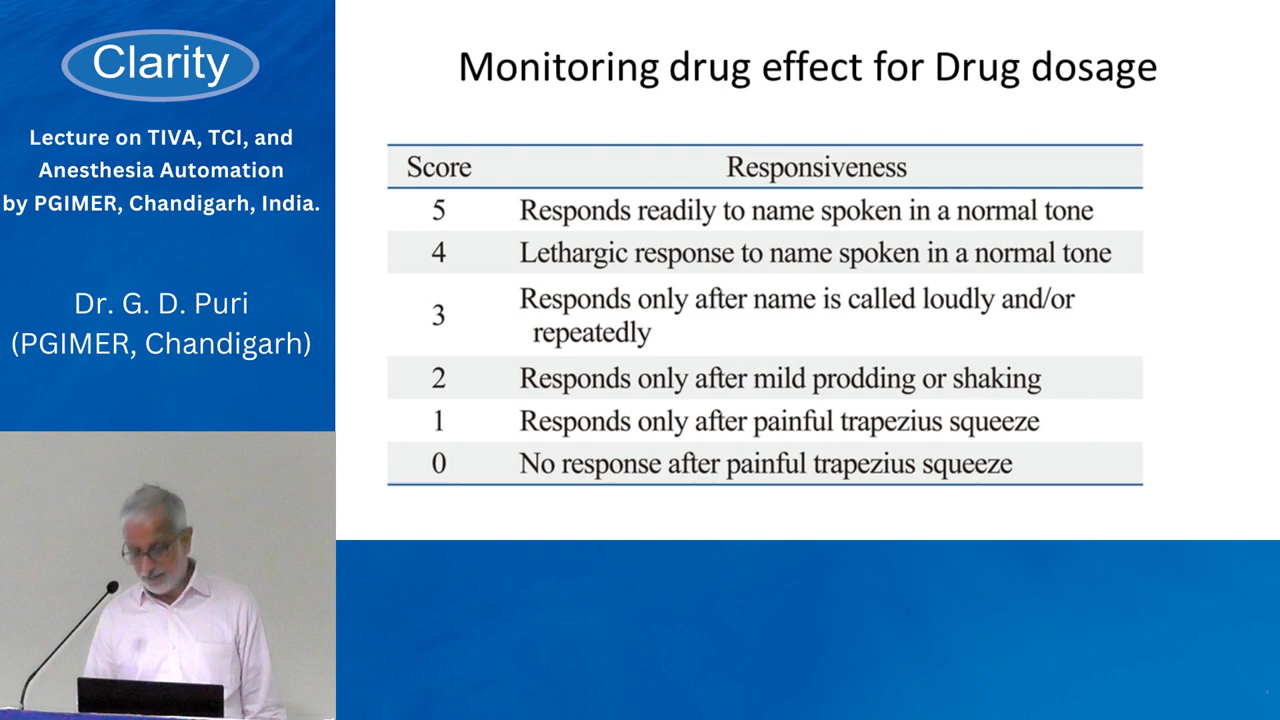 Clarity
Lecture on TIVA, TCI, and
Anesthesia Automation
by PGIMER, Chandigarh, India.
Dr. G. D. Puri
(PGIMER, Chandigarh)
Monitoring drug effect for Drug dosage
Score Responsiveness
5 Responds readily to name spoken in a normal tone
4 Lethargic response to name spoken in a normal tone
3 Responds only after name is called loudly and/or
repeatedly
2 Responds only after mild prodding or shaking
1 Responds only after painful trapezius squeeze
0 No response after painful trapezius squeeze